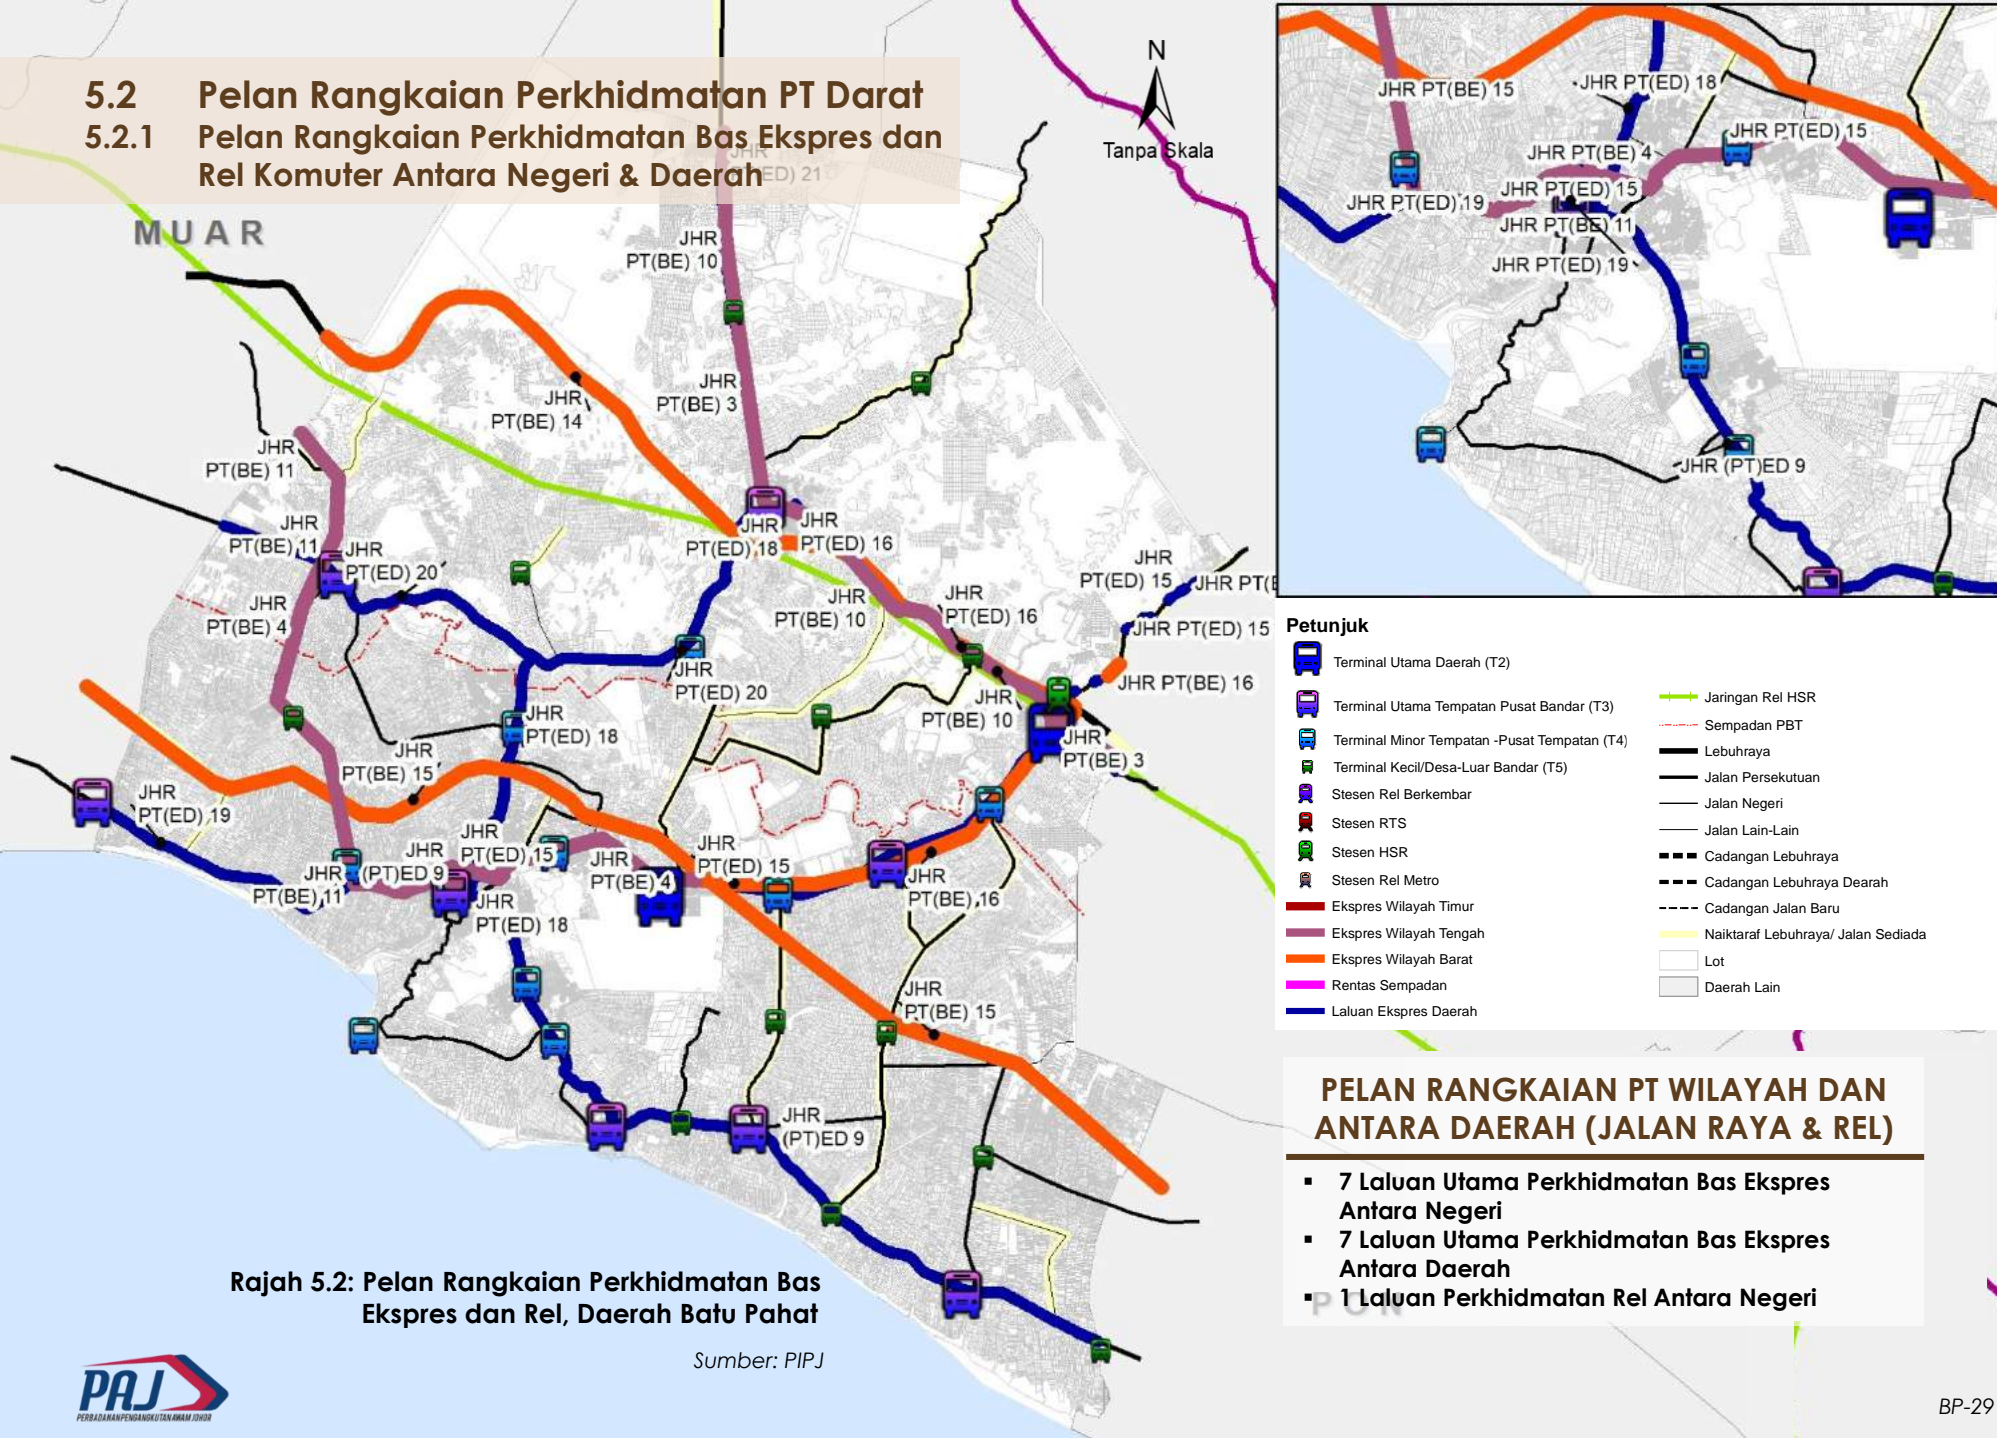 5.2 Pelan Rangkaian Perkhidmatan PT Darat
5.2.1 Pelan Rangkaian Perkhidmatan Bas Ekspres dan
Rel Komuter Antara Negeri & Daerah
MUAR
N
Tanpa Skala
JHR
PT(ED) 21
JHR
PT(BE) 10
JHR
PT(BE) 3
JHR
PT(BE) 14
JHR
PT(BE) 11
JHR
PT(BE) 11
JHR
PT(ED) 20
JHR
PT(BE) 4
JHR
PT(ED) 18
JHR
PT(ED) 16
JHR
PT(BE) 10
JHR
PT(ED) 16
JHR
PT(ED) 15
JHR PT(E
JHR PT(ED) 15
JHR PT(BE) 16
JHR
PT(ED) 20
JHR
PT(BE) 10
JHR
PT(BE) 3
JHR
PT(ED) 18
JHR
PT(BE) 15
JHR
PT(ED) 19
JHR
PT(ED) 15
JHR
(PT)ED 9
JHR
PT(BE) 11
JHR
PT(BE) 4
JHR
PT(ED) 15
JHR
PT(BE) 16
JHR
PT(ED) 18
JHR
PT(BE) 15
JHR
(PT)ED 9
JHR PT(BE) 15
JHR PT(ED) 18
JHR PT(ED) 15
JHR PT(BE) 4
JHR PT(ED) 15
JHR PT(ED) 19
JHR PT(BE) 11
JHR PT(ED) 19
JHR (PT)ED 9
Petunjuk
Terminal Utama Daerah (T2)
Terminal Utama Tempatan Pusat Bandar (T3)
Terminal Minor Tempatan -Pusat Tempatan (T4)
Terminal Kecil/Desa-Luar Bandar (T5)
Stesen Rel Berkembar
Stesen RTS
Stesen HSR
Stesen Rel Metro
Ekspres Wilayah Timur
Ekspres Wilayah Tengah
Ekspres Wilayah Barat
Rentas Sempadan
Laluan Ekspres Daerah
Jaringan Rel HSR
Sempadan PBT
Lebuhraya
Jalan Persekutuan
Jalan Negeri
Jalan Lain-Lain
Cadangan Lebuhraya
Cadangan Lebuhraya Dearah
Cadangan Jalan Baru
Naiktaraf Lebuhraya/ Jalan Sediada
Lot
Daerah Lain
PELAN RANGKAIAN PT WILAYAH DAN
ANTARA DAERAH (JALAN RAYA & REL)
▪ 7 Laluan Utama Perkhidmatan Bas Ekspres
Antara Negeri
▪ 7 Laluan Utama Perkhidmatan Bas Ekspres
Antara Daerah
▪ 1 Laluan Perkhidmatan Rel Antara Negeri
Rajah 5.2: Pelan Rangkaian Perkhidmatan Bas
Ekspres dan Rel, Daerah Batu Pahat
Sumber: PIPJ
PAJ
PERBADANAN PENGANGKUTAN AWAM JOHOR
BP-29